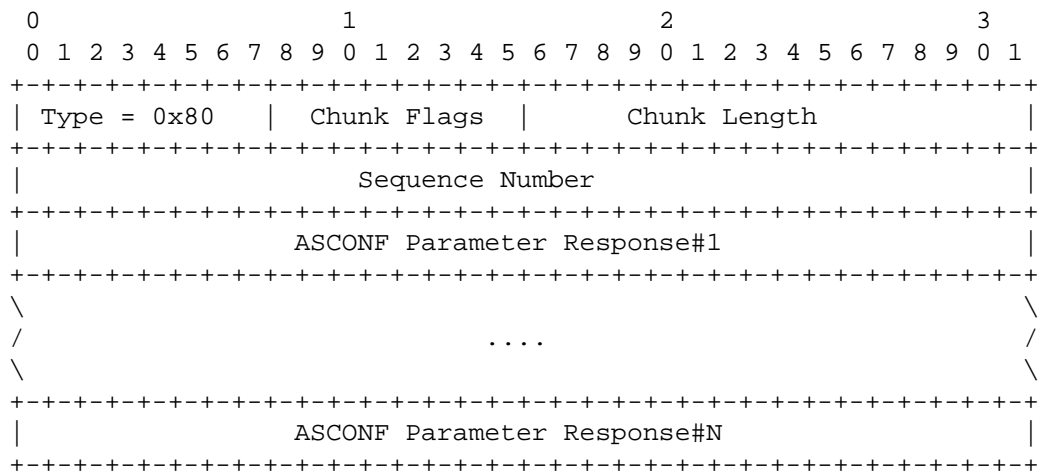 0                   1                   2                   3
 0 1 2 3 4 5 6 7 8 9 0 1 2 3 4 5 6 7 8 9 0 1 2 3 4 5 6 7 8 9 0 1
+-+-+-+-+-+-+-+-+-+-+-+-+-+-+-+-+-+-+-+-+-+-+-+-+-+-+-+-+-+-+-+-+
| Type = 0x80   |  Chunk Flags  |      Chunk Length             |
+-+-+-+-+-+-+-+-+-+-+-+-+-+-+-+-+-+-+-+-+-+-+-+-+-+-+-+-+-+-+-+-+
|                     Sequence Number                           |
+-+-+-+-+-+-+-+-+-+-+-+-+-+-+-+-+-+-+-+-+-+-+-+-+-+-+-+-+-+-+-+-+
|                 ASCONF Parameter Response#1                   |
+-+-+-+-+-+-+-+-+-+-+-+-+-+-+-+-+-+-+-+-+-+-+-+-+-+-+-+-+-+-+-+-+
\                                                               \
/                             ....                              /
\                                                               \
+-+-+-+-+-+-+-+-+-+-+-+-+-+-+-+-+-+-+-+-+-+-+-+-+-+-+-+-+-+-+-+-+
|                 ASCONF Parameter Response#N                   |
+-+-+-+-+-+-+-+-+-+-+-+-+-+-+-+-+-+-+-+-+-+-+-+-+-+-+-+-+-+-+-+-+